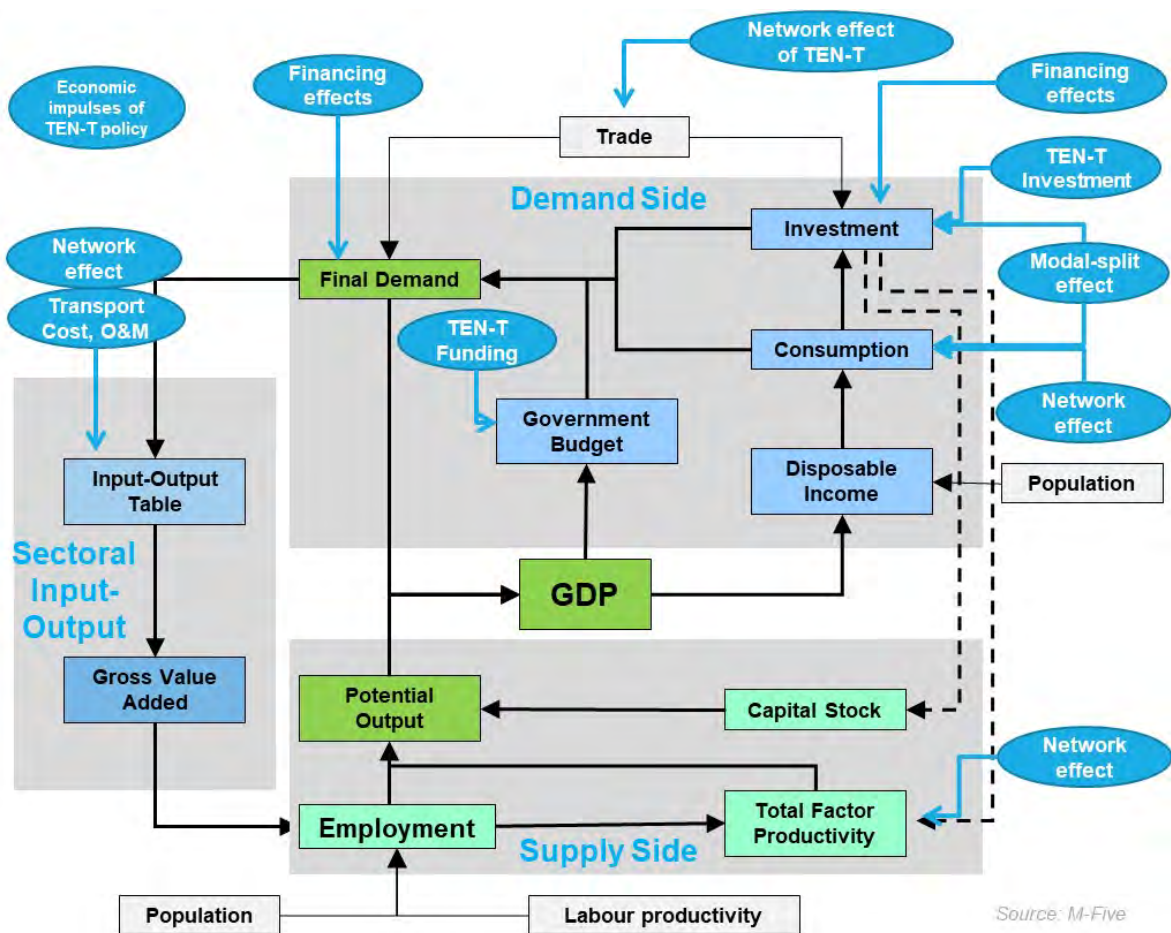 Network effect
of TEN-T
Economic
impulses of
TEN-T policy
Financing
effects
Financing
effects
Trade
TEN-T
Investment
Demand Side
Investment
Network
effect
Final Demand
Modal-split
effect
Transport
Cost, O&M
TEN-T
Funding
Consumption
Government
Budget
Network
effect
Input-Output
Table
Disposable
Income
Population
Sectoral
Input-
Output
GDP
Gross Value
Added
Potential
Output
Capital Stock
Network
effect
Employment
Total Factor
Productivity
Supply Side
Population
Labour productivity
Source: M-Five